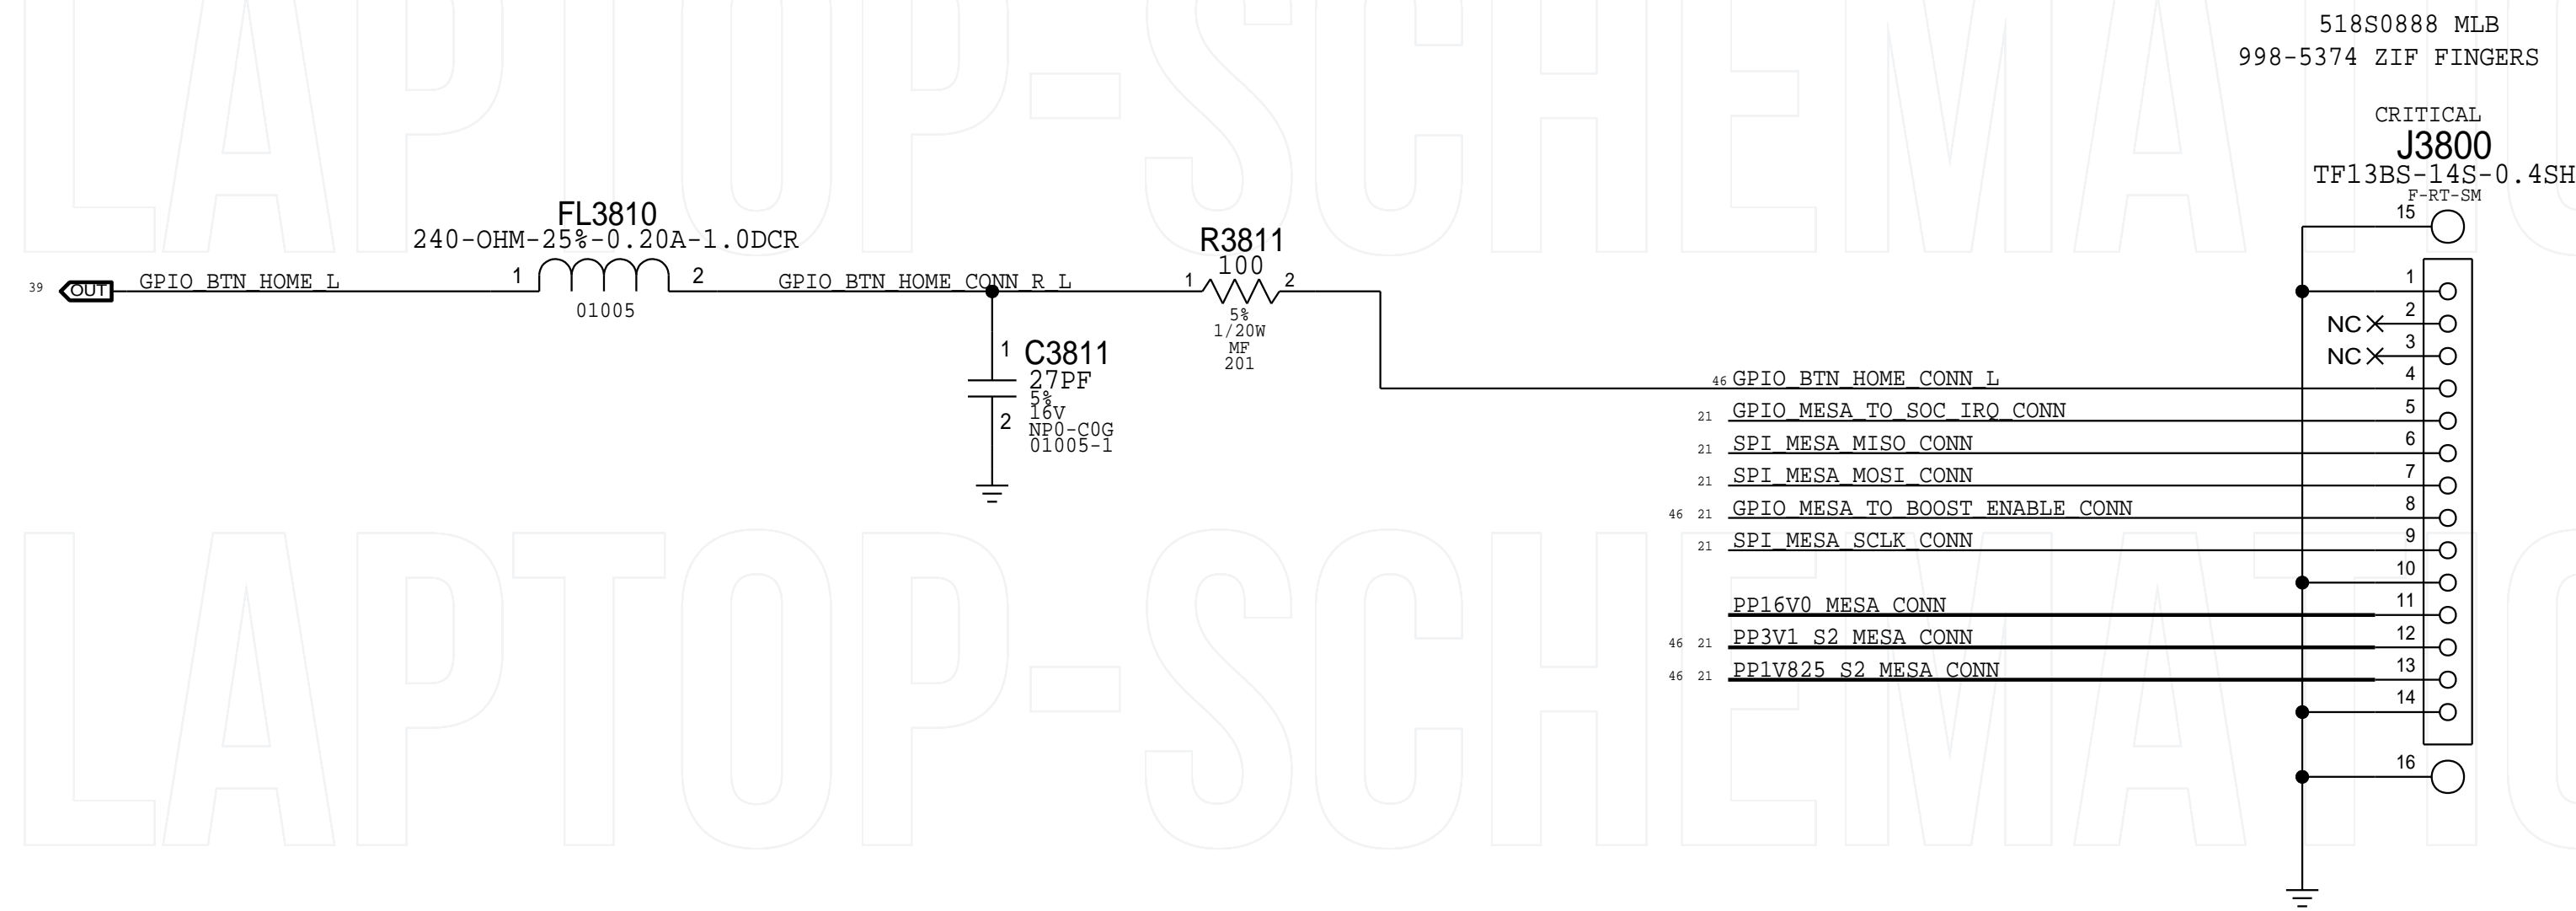 518S0888 MLB
998-5374 ZIF FINGERS
CRITICAL
J3800
TF13BS-14S-0.4SH
F-RT-SM
FL3810
240-OHM-25%-0.20A-1.0DCR
39 OUT GPIO_BTN_HOME_L 1 2 GPIO_BTN_HOME_CONN_R_L
01005
R3811
100
1 2
5%
1/20W
MF
201
1 C3811
27PF
5%
16V
2 NP0-C0G
01005-1
15
1
NC 2
NC 3
46 GPIO_BTN_HOME_CONN_L 4
21 GPIO_MESA_TO_SOC_IRQ_CONN 5
21 SPI_MESA_MISO_CONN 6
21 SPI_MESA_MOSI_CONN 7
46 21 GPIO_MESA_TO_BOOST_ENABLE_CONN 8
21 SPI_MESA_SCLK_CONN 9
10
PP16V0_MESA_CONN 11
46 21 PP3V1_S2_MESA_CONN 12
46 21 PP1V825_S2_MESA_CONN 13
14
16
LAPTOP-SCHEMATIC
LAPTOP-SCHEMATIC